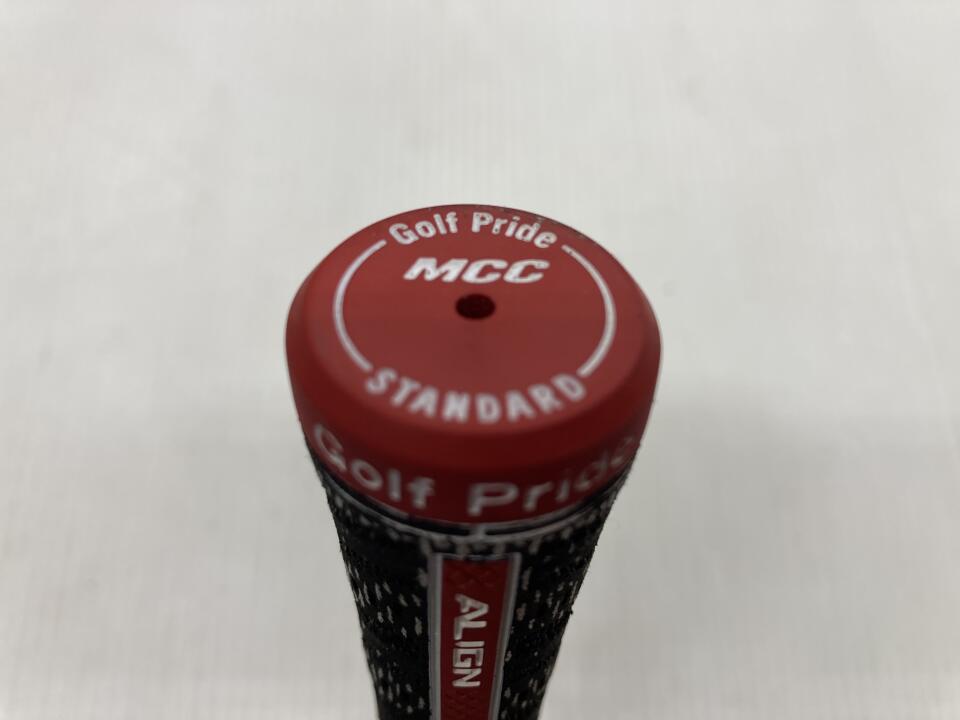 Golf Pride
MCC
STANDARD
Golf Pride
ALIGN